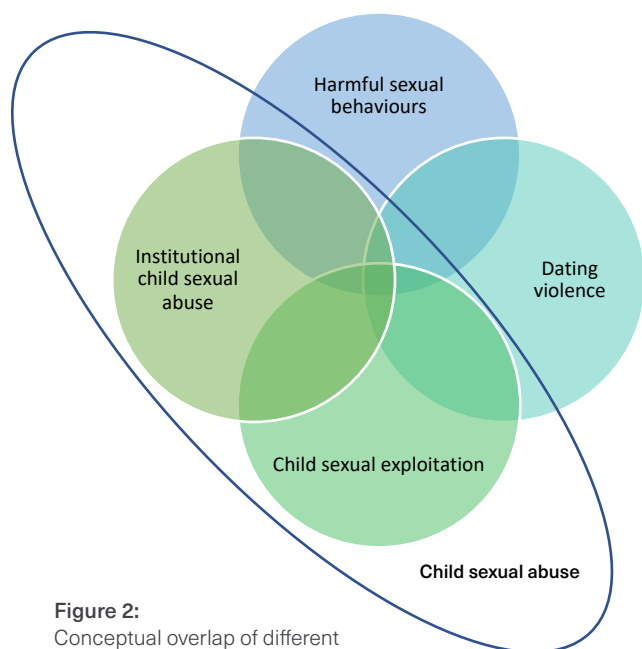 Harmful sexual
behaviours
Institutional
child sexual
abuse
Dating
violence
Child sexual exploitation
Child sexual abuse
Figure 2:
Conceptual overlap of different